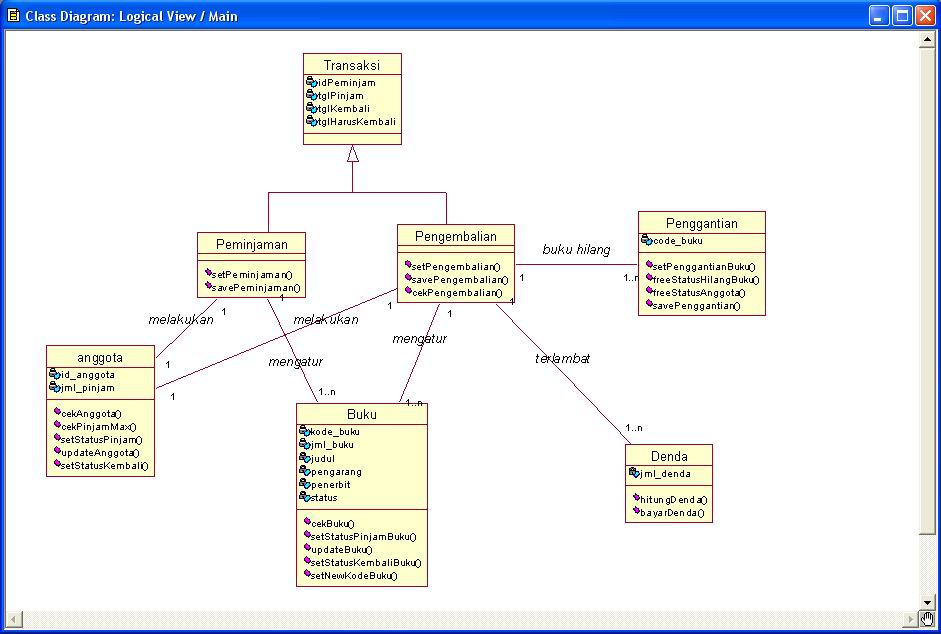 Class Diagram: Logical View / Main
Transaksi
idPeminjam
tglPinjam
tglKembali
tglHarusKembali
Peminjaman
setPeminjaman()
savePeminjaman()
Pengembalian
setPengembalian()
savePengembalian()
cekPengembalian()
buku hilang
1
1..n
Penggantian
code_buku
setPenggantianBuku()
freeStatusHilangBuku()
freeStatusAnggota()
savePenggantian()
1
1
1
1
1
melakukan
melakukan
mengatur
mengatur
terlambat
1
1
1..n
1..n
1..n
anggota
id_anggota
jml_pinjam
cekAnggota()
cekPinjamMax()
setStatusPinjam()
updateAnggota()
setStatusKembali()
Buku
kode_buku
jml_buku
judul
pengarang
penerbit
status
cekBuku()
setStatusPinjamBuku()
updateBuku()
setStatusKembaliBuku()
setNewKodeBuku()
Denda
jml_denda
hitungDenda()
bayarDenda()